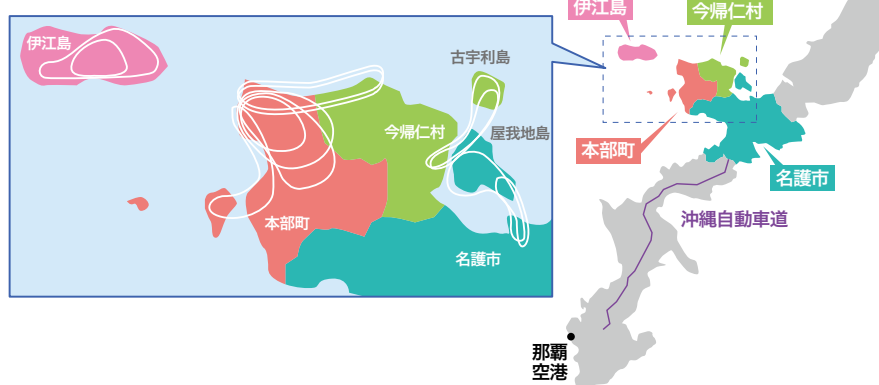 伊江島
古宇利島
今帰仁村
屋我地島
本部町
名護市
伊江島
今帰仁村
本部町
名護市
沖縄自動車道
那覇
空港